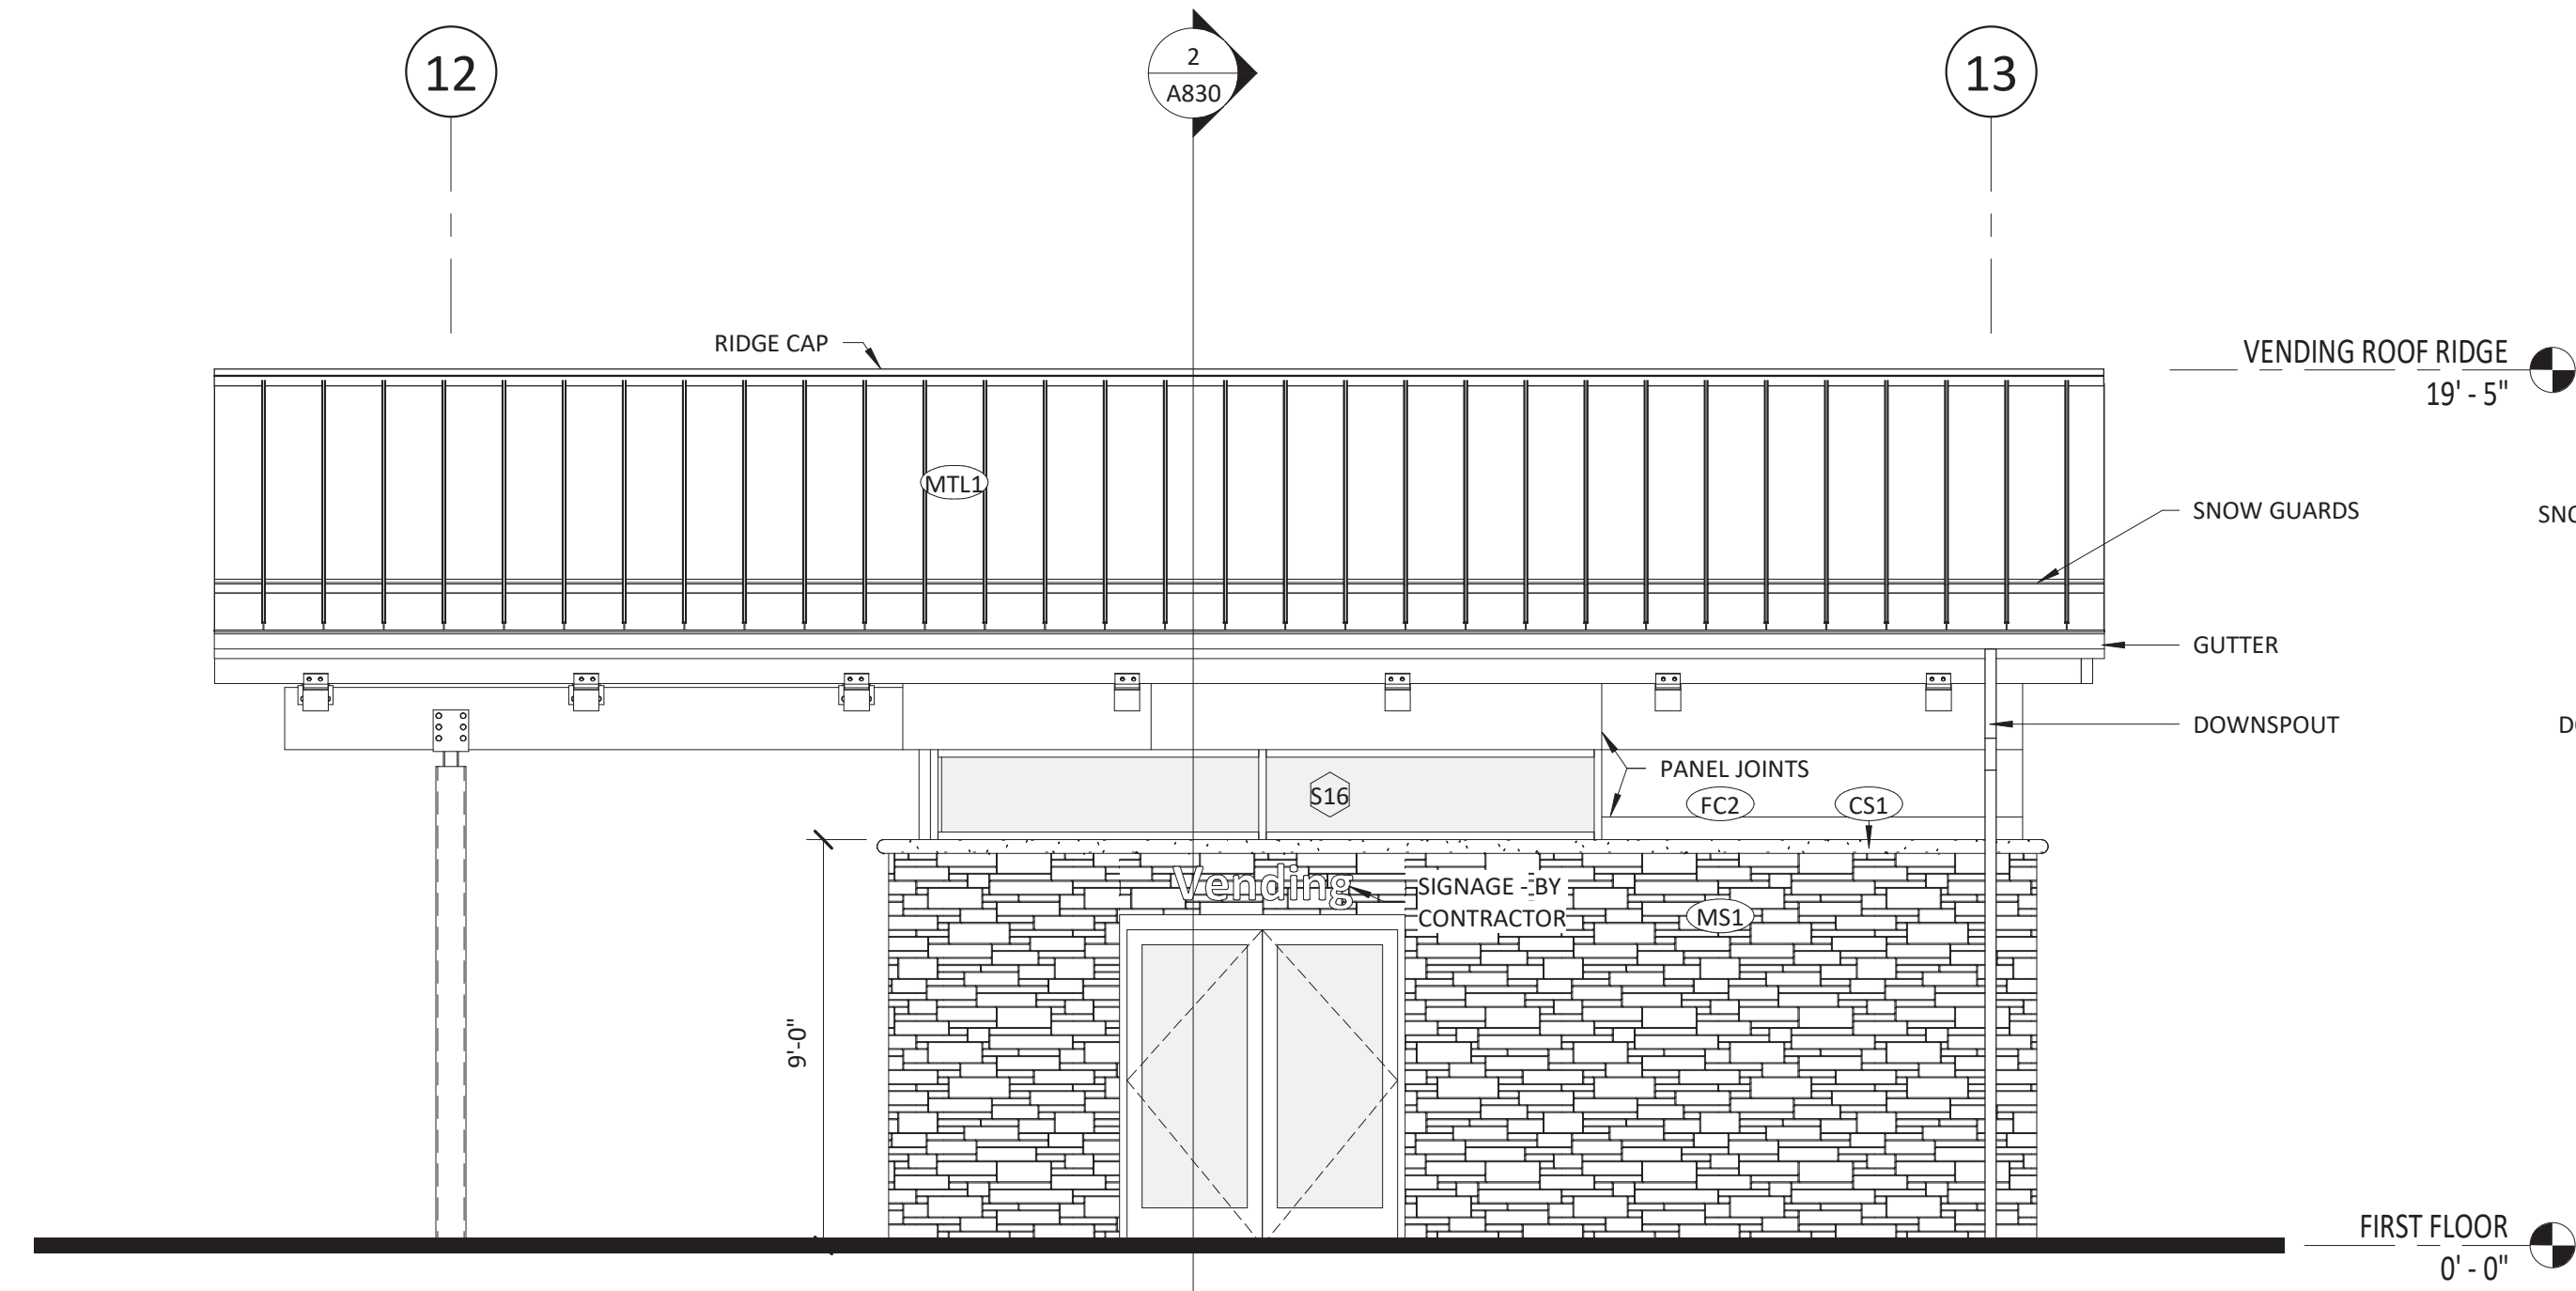 12
2
A830
13
RIDGE CAP
VENDING ROOF RIDGE
19' - 5"
MTL1
SNOW GUARDS
GUTTER
DOWNSPOUT
PANEL JOINTS
S16
FC2
CS1
Vending
SIGNAGE - BY
CONTRACTOR
MS1
9'-0"
FIRST FLOOR
0' - 0"